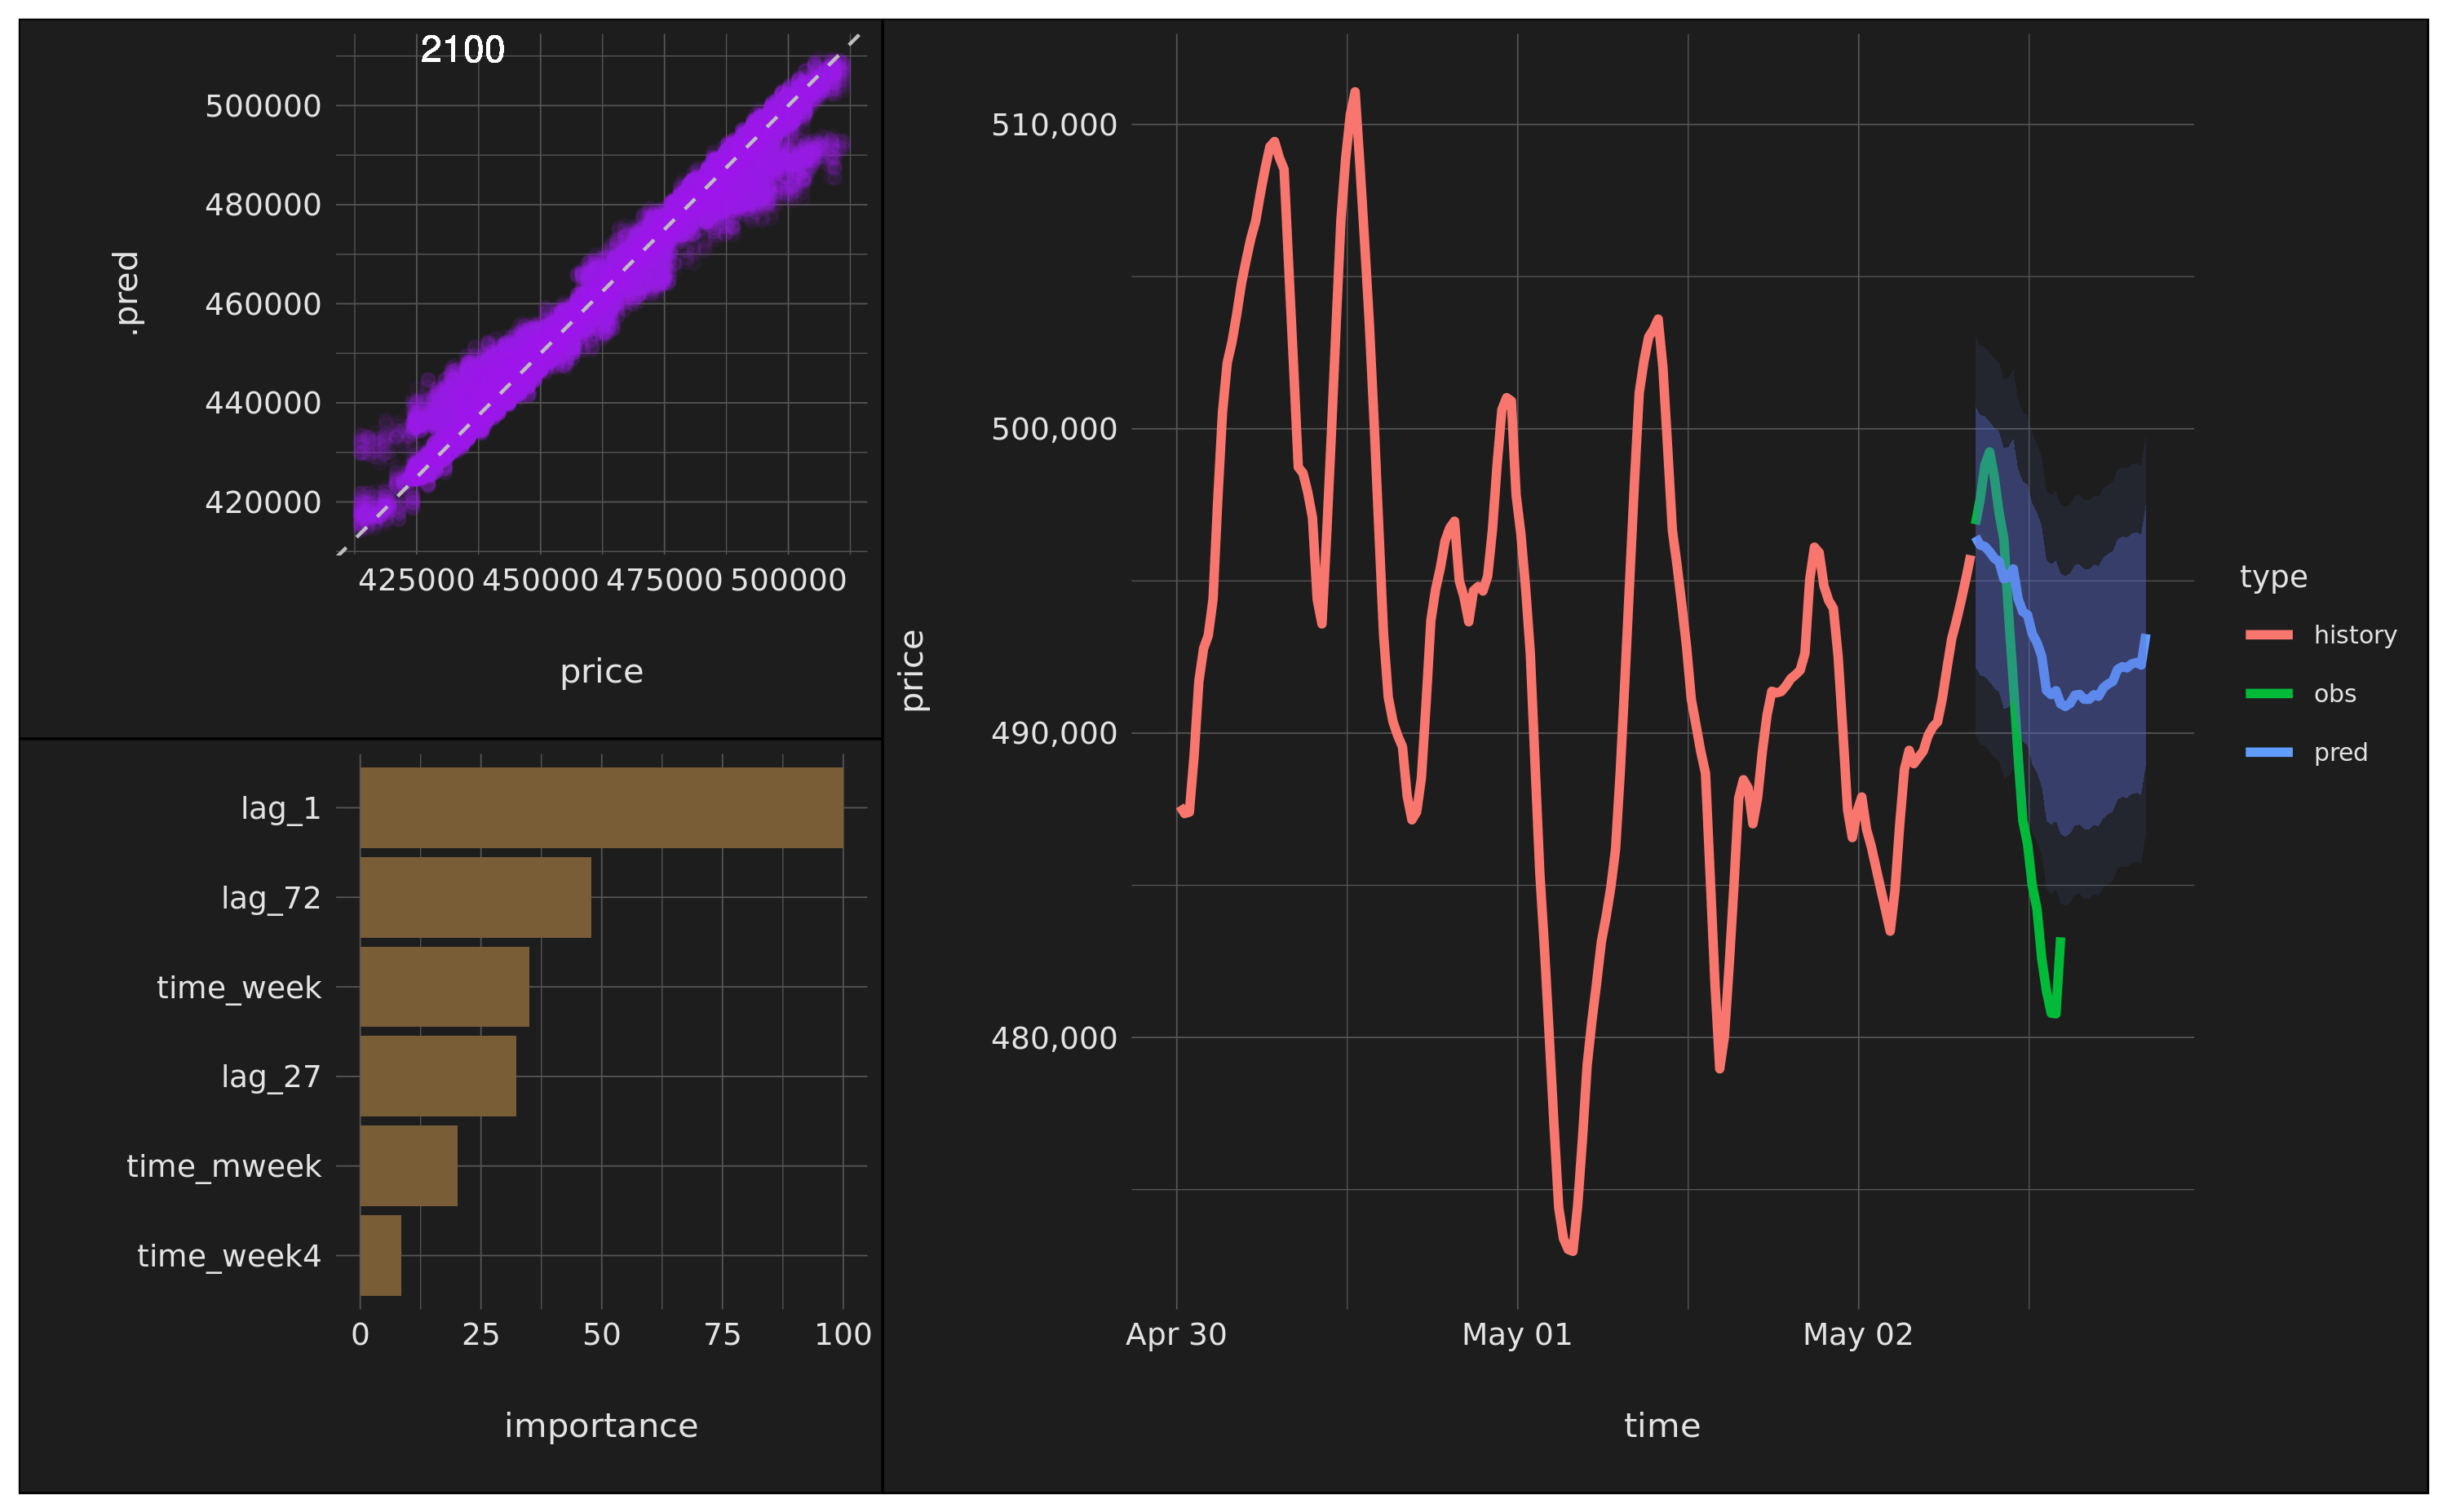 2100
500000
480000
460000
440000
420000
.pred
425000 450000 475000 500000
price
lag_1
lag_72
time_week
lag_27
time_mweek
time_week4
0 25 50 75 100
importance
510,000
500,000
490,000
480,000
price
Apr 30 May 01 May 02
time
type
history
obs
pred